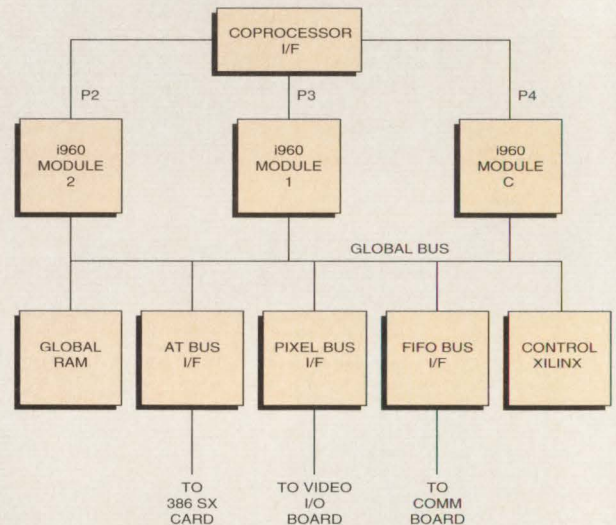 COPROCESSOR
I/F
P2
P3
P4
i960
MODULE
2
i960
MODULE
1
i960
MODULE
C
GLOBAL BUS
GLOBAL
RAM
AT BUS
I/F
PIXEL BUS
I/F
FIFO BUS
I/F
CONTROL
XILINX
TO
386 SX
CARD
TO VIDEO
I/O
BOARD
TO
COMM
BOARD